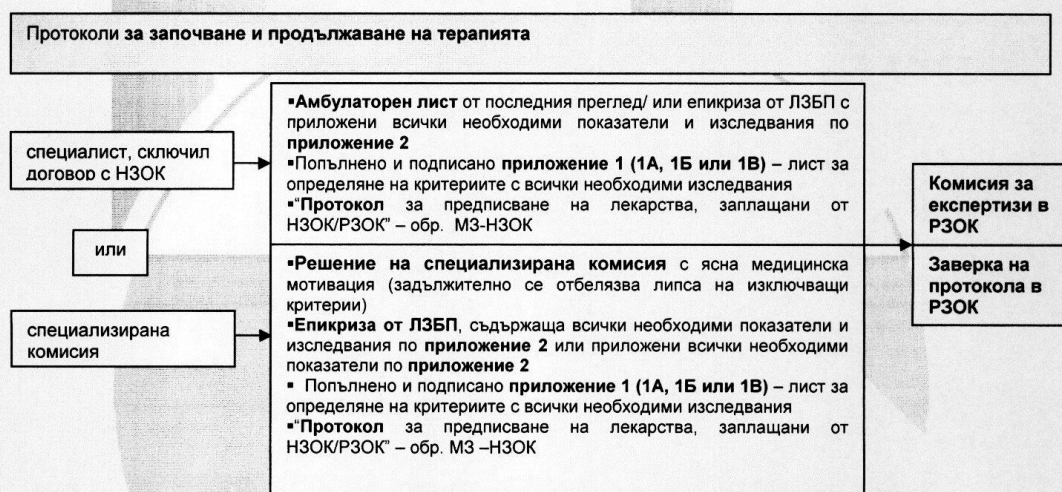 Протоколи за започване и продължаване на терапията
специалист, сключил
договор с НЗОК
или
специализирана
комисия
▪Амбулаторен лист от последния преглед/ или епикриза от ЛЗБП с
приложени всички необходими показатели и изследвания по
приложение 2
▪Попълнено и подписано приложение 1 (1А, 1Б или 1В) – лист за
определяне на критериите с всички необходими изследвания
▪“Протокол за предписване на лекарства, заплащани от
НЗОК/РЗОК” – обр. МЗ-НЗОК
▪Решение на специализирана комисия с ясна медицинска
мотивация (задължително се отбелязва липса на изключващи
критерии)
▪Епикриза от ЛЗБП, съдържаща всички необходими показатели и
изследвания по приложение 2 или приложени всички необходими
показатели по приложение 2
▪ Попълнено и подписано приложение 1 (1А, 1Б или 1В) – лист за
определяне на критериите с всички необходими изследвания
▪“Протокол за предписване на лекарства, заплащани от
НЗОК/РЗОК” – обр. МЗ –НЗОК
Комисия за
експертизи в
РЗОК
Заверка на
протокола в
РЗОК